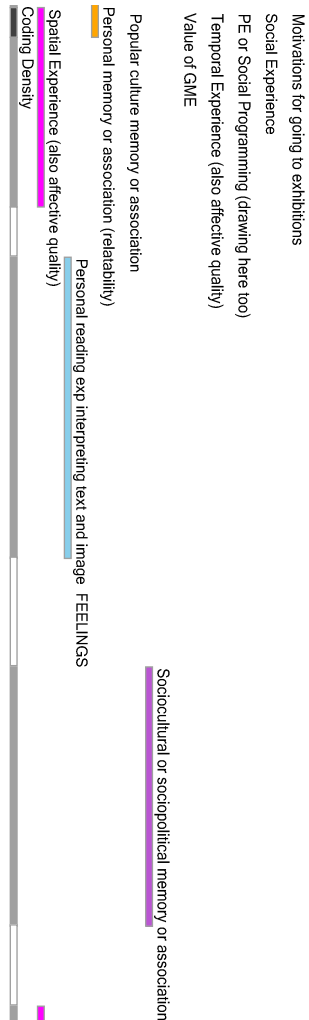 Motivations for going to exhibitions
Social Experience
PE or Social Programming (drawing here too)
Temporal Experience (also affective quality)
Value of GME
Sociocultural or sociopolitical memory or association
Popular culture memory or association
Personal memory or association (relatability)
Personal reading exp interpreting text and image FEELINGS
Spatial Experience (also affective quality)
Coding Density